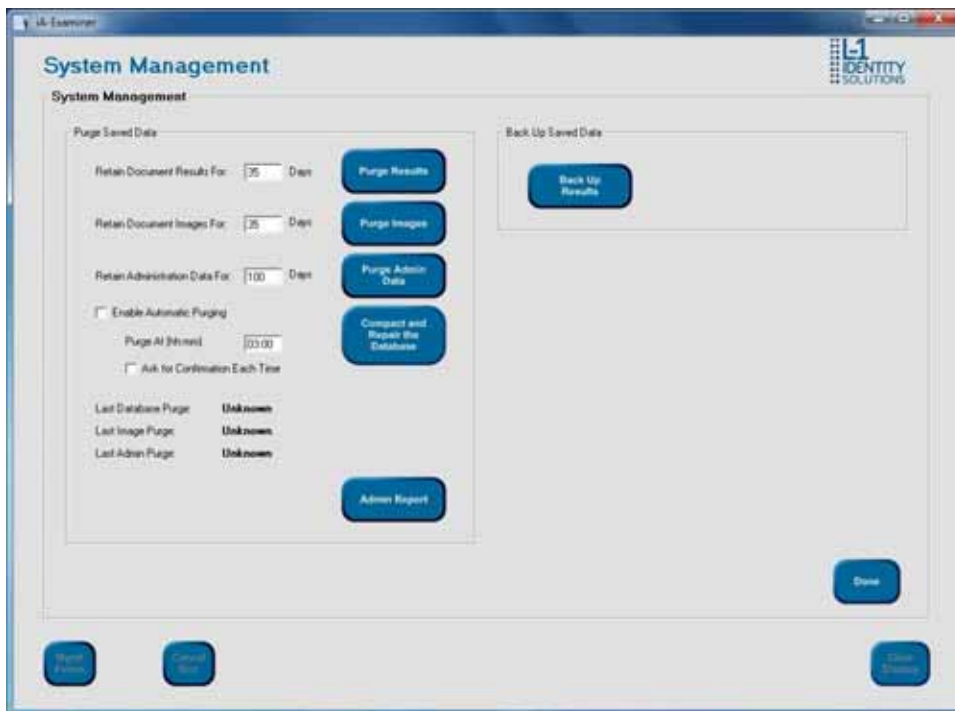 iA-Examiner
System Management
L-1
IDENTITY
SOLUTIONS
System Management
Purge Saved Data
Retain Document Results For: 35 Days
Purge Results
Retain Document Images For: 35 Days
Purge Images
Retain Administration Data For: 100 Days
Purge Admin
Data
Enable Automatic Purging
Purge At (hh:mm) 03:00
Ask for Confirmation Each Time
Compact and
Repair the
Database
Last Database Purge: Unknown
Last Image Purge: Unknown
Last Admin Purge: Unknown
Admin Report
Back Up Saved Data
Back Up
Results
Done
Cancel